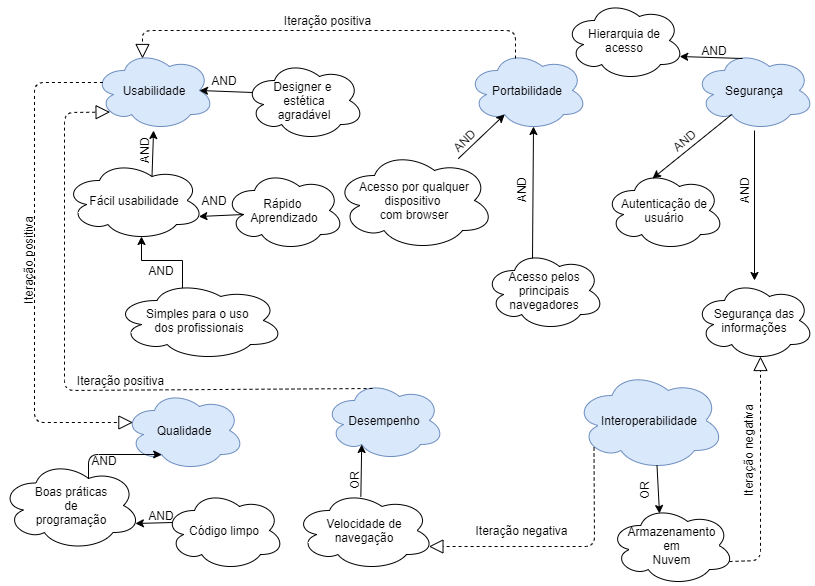 Iteração positiva
Hierarquia de
acesso
AND
Usabilidade
AND
Designer e
estética
agradável
Portabilidade
Segurança
AND
AND
AND
Fácil usabilidade
AND
Rápido
Aprendizado
Acesso por qualquer
dispositivo
com browser
AND
AND
Autenticação de
usuário
Iteração positiva
AND
Acesso pelos
principais
navegadores
Simples para o uso
dos profissionais
Segurança das
informações
Iteração positiva
Qualidade
Desempenho
Interoperabilidade
Iteração negativa
AND
OR
OR
Boas práticas
de
programação
AND
Código limpo
Velocidade de
navegação
Iteração negativa
Armazenamento
em
Nuvem